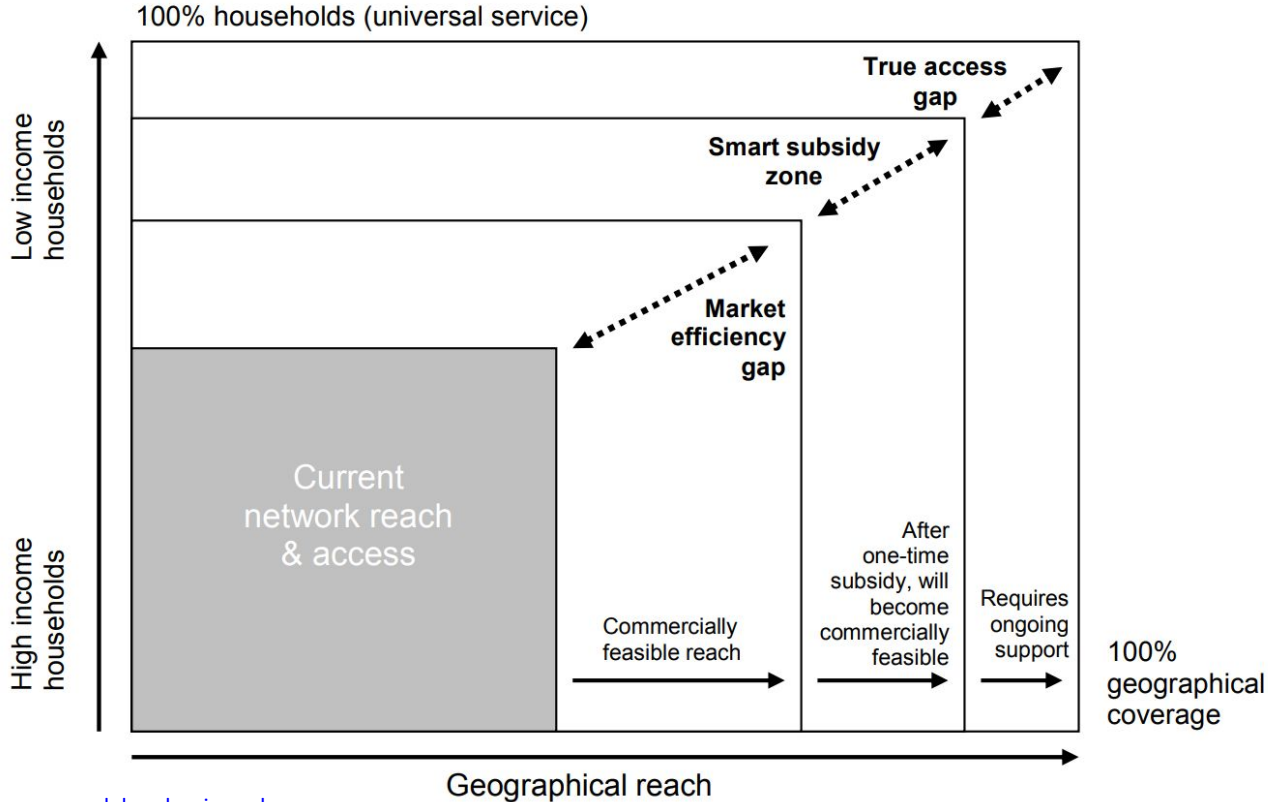 100% households (universal service)
True access
gap
Smart subsidy
zone
Market
efficiency
gap
Low income
households
High income
households
Current
network reach
& access
Commercially
feasible reach
After
one-time
subsidy, will
become
commercially
feasible
Requires
ongoing
support
100%
geographical
coverage
Geographical reach